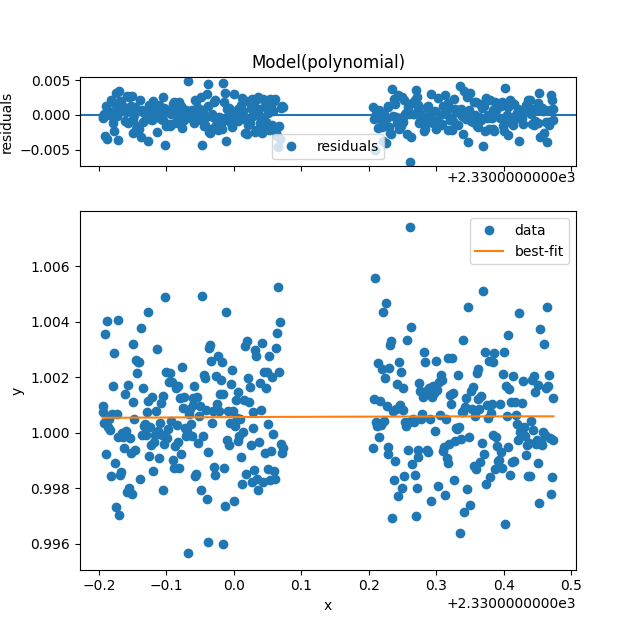 Model(polynomial)
0.005
0.000
−0.005
residuals
residuals
+2.3300000000e3
1.006
1.004
1.002
1.000
0.998
0.996
y
data
best-fit
−0.2 −0.1 0.0 0.1 0.2 0.3 0.4 0.5
x
+2.3300000000e3